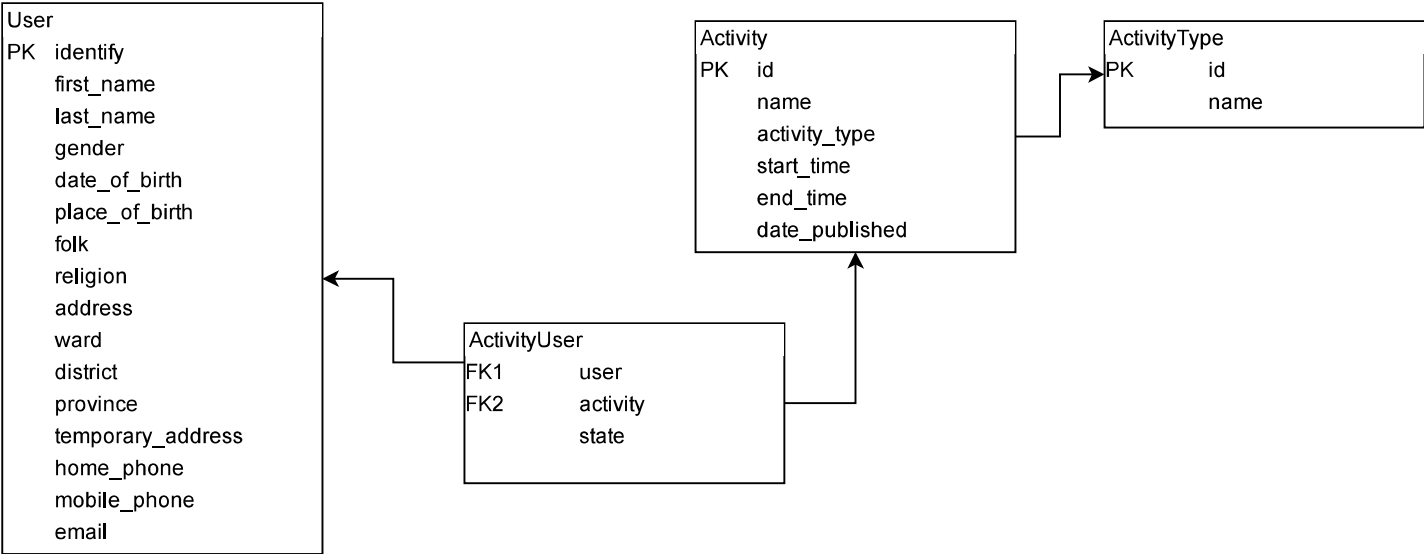 User
PK identify
first_name
last_name
gender
date_of_birth
place_of_birth
folk
religion
address
ward
district
province
temporary_address
home_phone
mobile_phone
email
ActivityUser
FK1 user
FK2 activity
state
Activity
PK id
name
activity_type
start_time
end_time
date_published
ActivityType
PK id
name